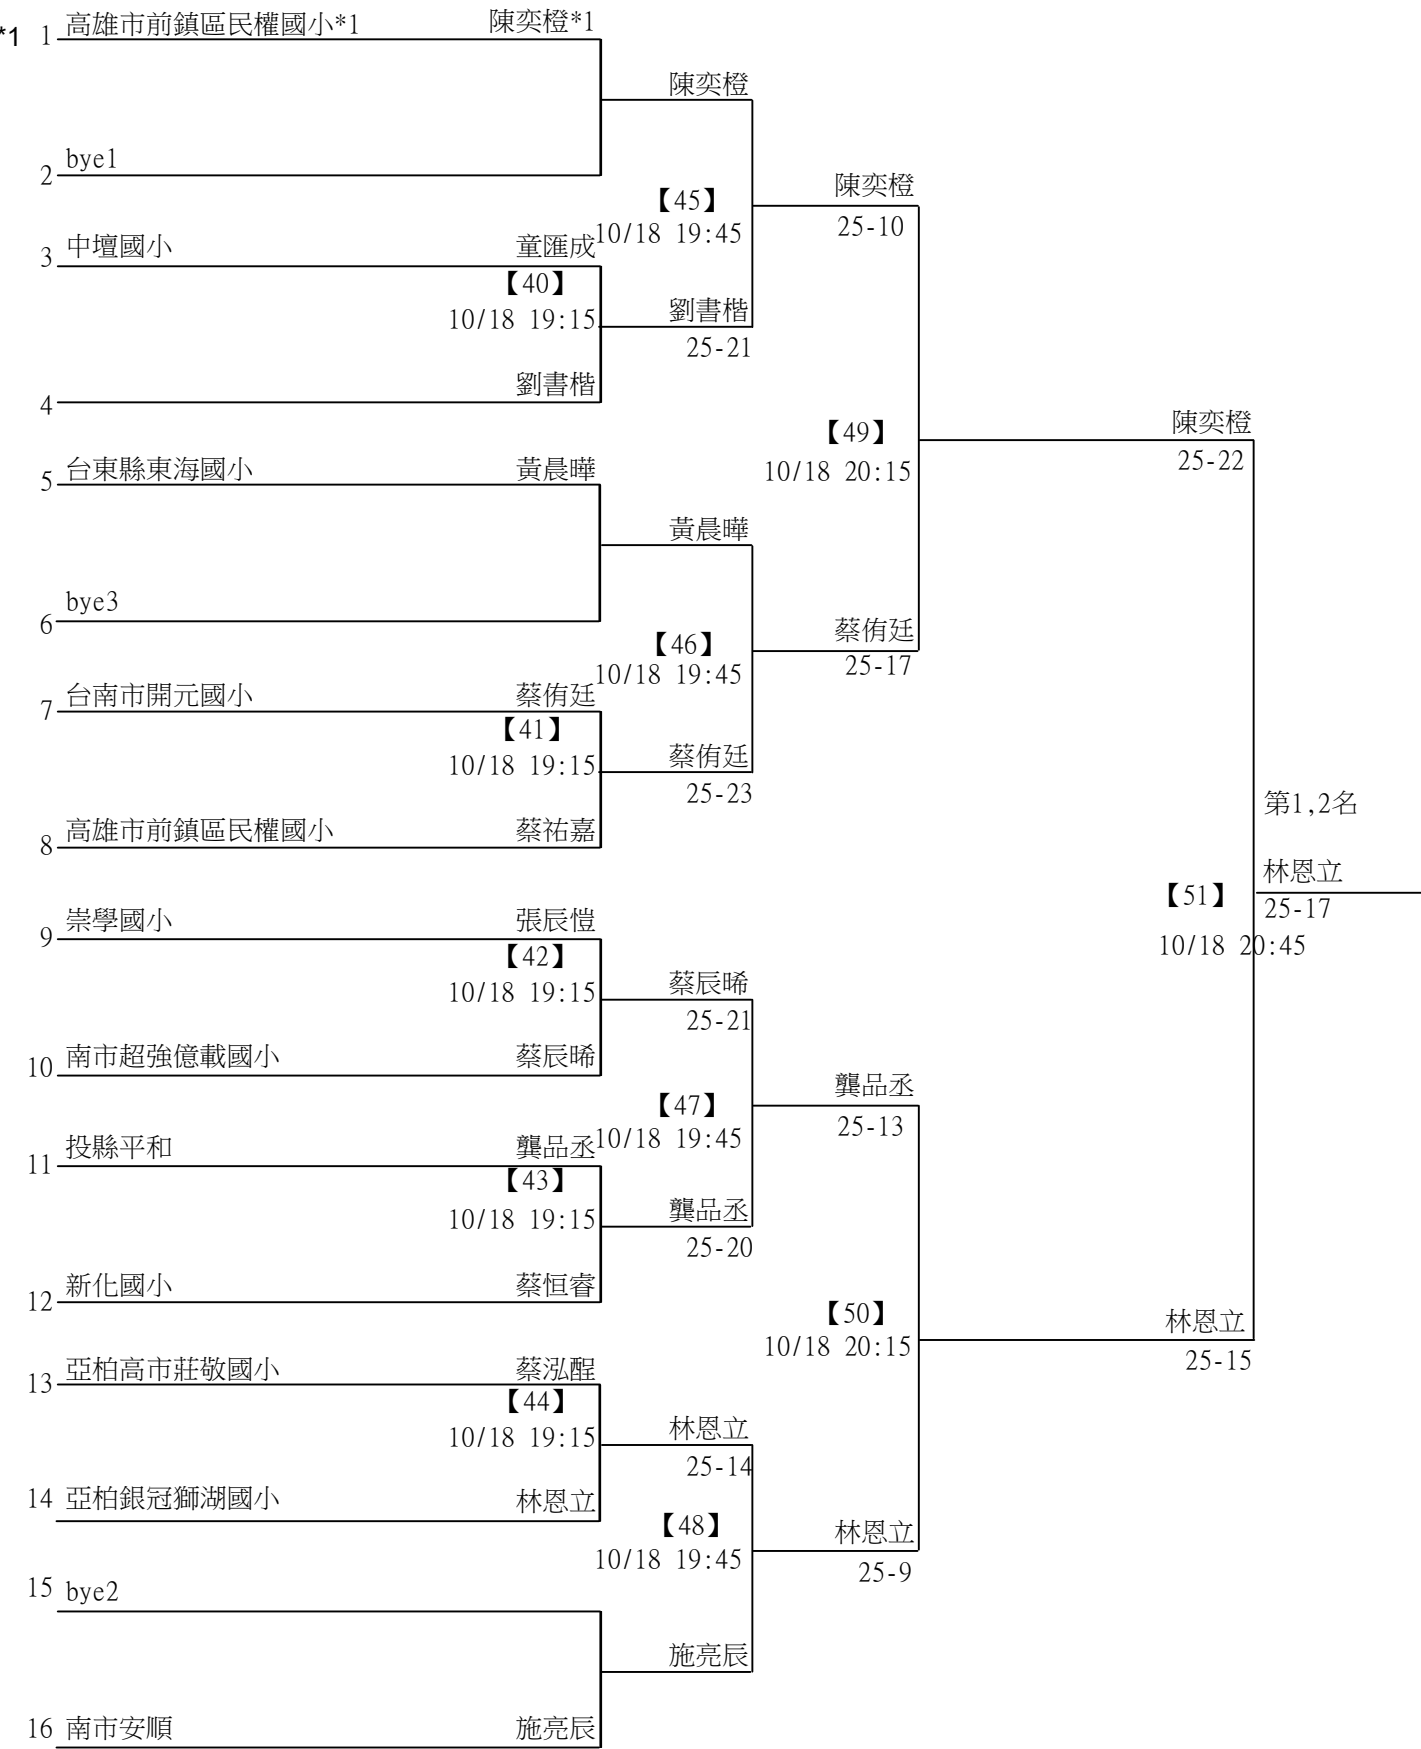 *1 1 高雄市前鎮區民權國小*1 陳奕橙*1
陳奕橙
2 bye1
陳奕橙
【45】
10/18 19:45
25-10
3 中壇國小 童匯成
【40】
10/18 19:15
劉書楷
25-21
4 劉書楷
陳奕橙
【49】
10/18 20:15
25-22
5 台東縣東海國小 黃晨曄
黃晨曄
6 bye3
蔡侑廷
【46】
10/18 19:45
25-17
7 台南市開元國小 蔡侑廷
【41】
10/18 19:15
蔡侑廷
25-23
8 高雄市前鎮區民權國小 蔡祐嘉
第1,2名
林恩立
【51】
25-17
10/18 20:45
9 崇學國小 張辰愷
【42】
10/18 19:15
蔡辰晞
25-21
10 南市超強億載國小 蔡辰晞
龔品丞
【47】
10/18 19:45
25-13
11 投縣平和 龔品丞
【43】
10/18 19:15
龔品丞
25-20
12 新化國小 蔡恒睿
【50】
10/18 20:15
林恩立
25-15
13 亞柏高市莊敬國小 蔡泓醒
【44】
10/18 19:15
林恩立
25-14
14 亞柏銀冠獅湖國小 林恩立
【48】
10/18 19:45
林恩立
25-9
15 bye2
施亮辰
16 南市安順 施亮辰